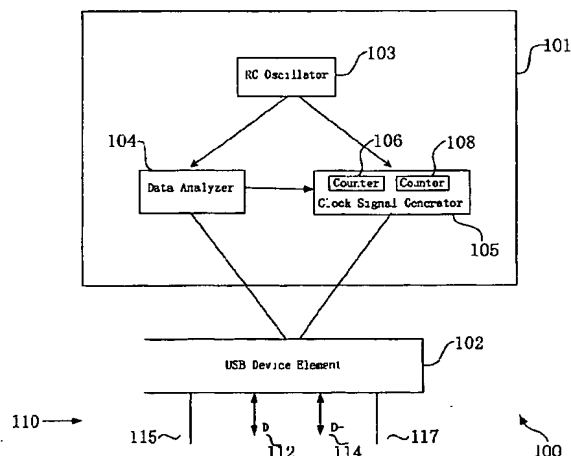 101
RC Oscillator
103
104
106
108
Data Analyzer
Counter
Counter
Clock Signal Generator
105
USB Device Element
102
110
115
D
112
D-
114
117
100